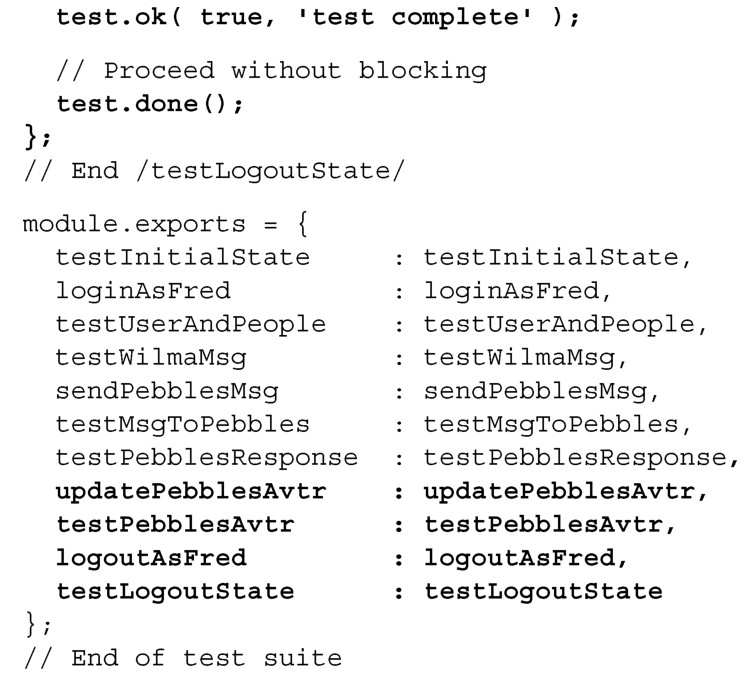 test.ok( true, 'test complete' );
// Proceed without blocking
test.done();
};
// End /testLogoutState/
module.exports = {
testInitialState : testInitialState,
loginAsFred : loginAsFred,
testUserAndPeople : testUserAndPeople,
testWilmaMsg : testWilmaMsg,
sendPebblesMsg : sendPebblesMsg,
testMsgToPebbles : testMsgToPebbles,
testPebblesResponse : testPebblesResponse,
updatePebblesAvtr : updatePebblesAvtr,
testPebblesAvtr : testPebblesAvtr,
logoutAsFred : logoutAsFred,
testLogoutState : testLogoutState
};
// End of test suite